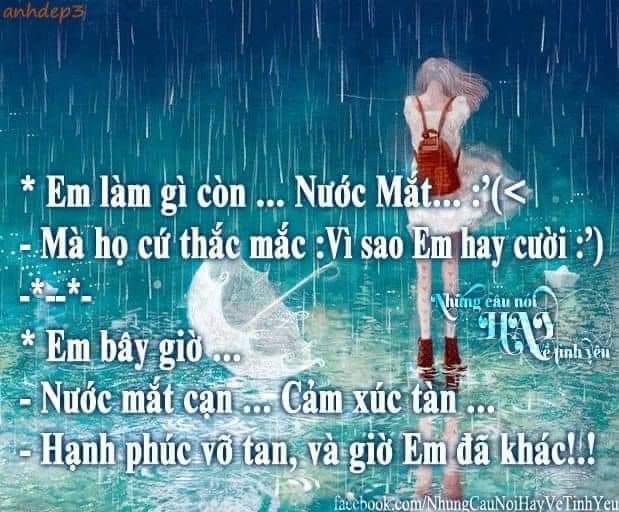 anhdep3
* Em làm gì còn ... Nước Mắt... :'(<
- Mà họ cứ thắc mắc :Vì sao Em hay cười :')
-*--*-
Những câu nói
HAY
về tình yêu
* Em bây giờ ...
- Nước mắt cạn ... Cảm xúc tàn ...
- Hạnh phúc vỡ tan, và giờ Em đã khác!.!
facebook.com/NhungCauNoiHayVeTinhYeu